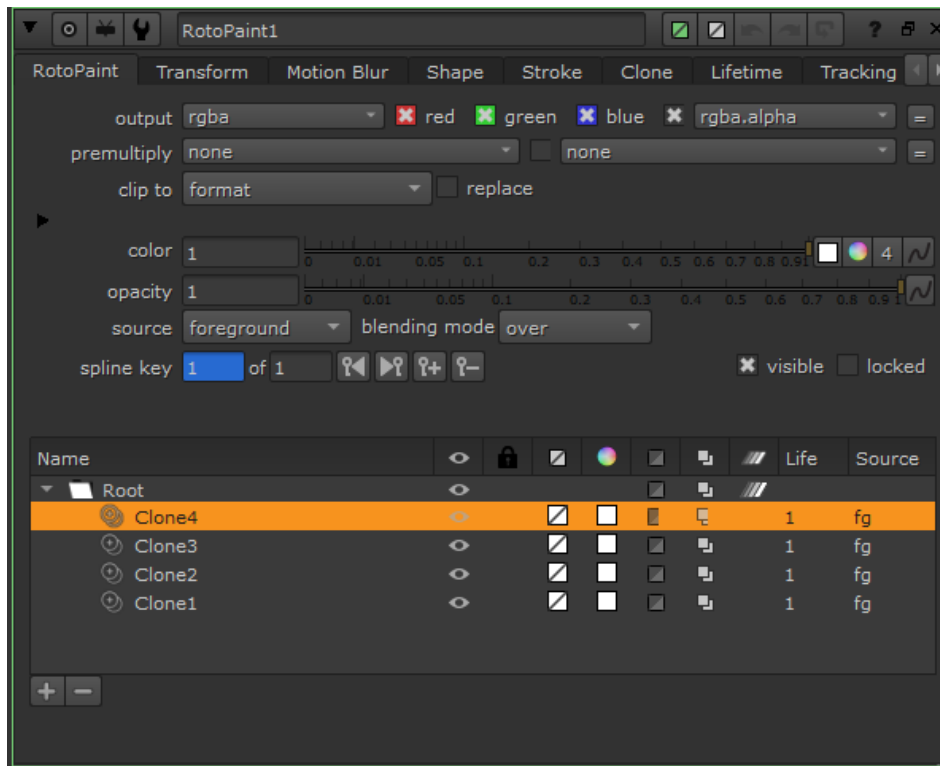 RotoPaint1 ?
RotoPaint Transform Motion Blur Shape Stroke Clone Lifetime Tracking
output rgba red green blue rgba.alpha =
premultiply none none =
clip to format replace
color 1 0 0.01 0.05 0.1 0.2 0.3 0.4 0.5 0.6 0.7 0.8 0.91 4
opacity 1 0 0.01 0.05 0.1 0.2 0.3 0.4 0.5 0.6 0.7 0.8 0.9 1
source foreground blending mode over
spline key 1 of 1 visible locked
Name Life Source
Root
Clone4 1 fg
Clone3 1 fg
Clone2 1 fg
Clone1 1 fg